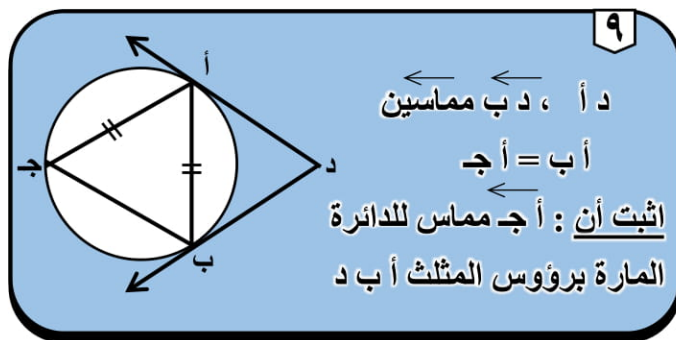 ٩
د أ ، د ب مماسين
أ ب = أ جـ
اثبت أن : أ جـ مماس للدائرة
المارة برؤوس المثلث أ ب د
أ
جـ
د
ب